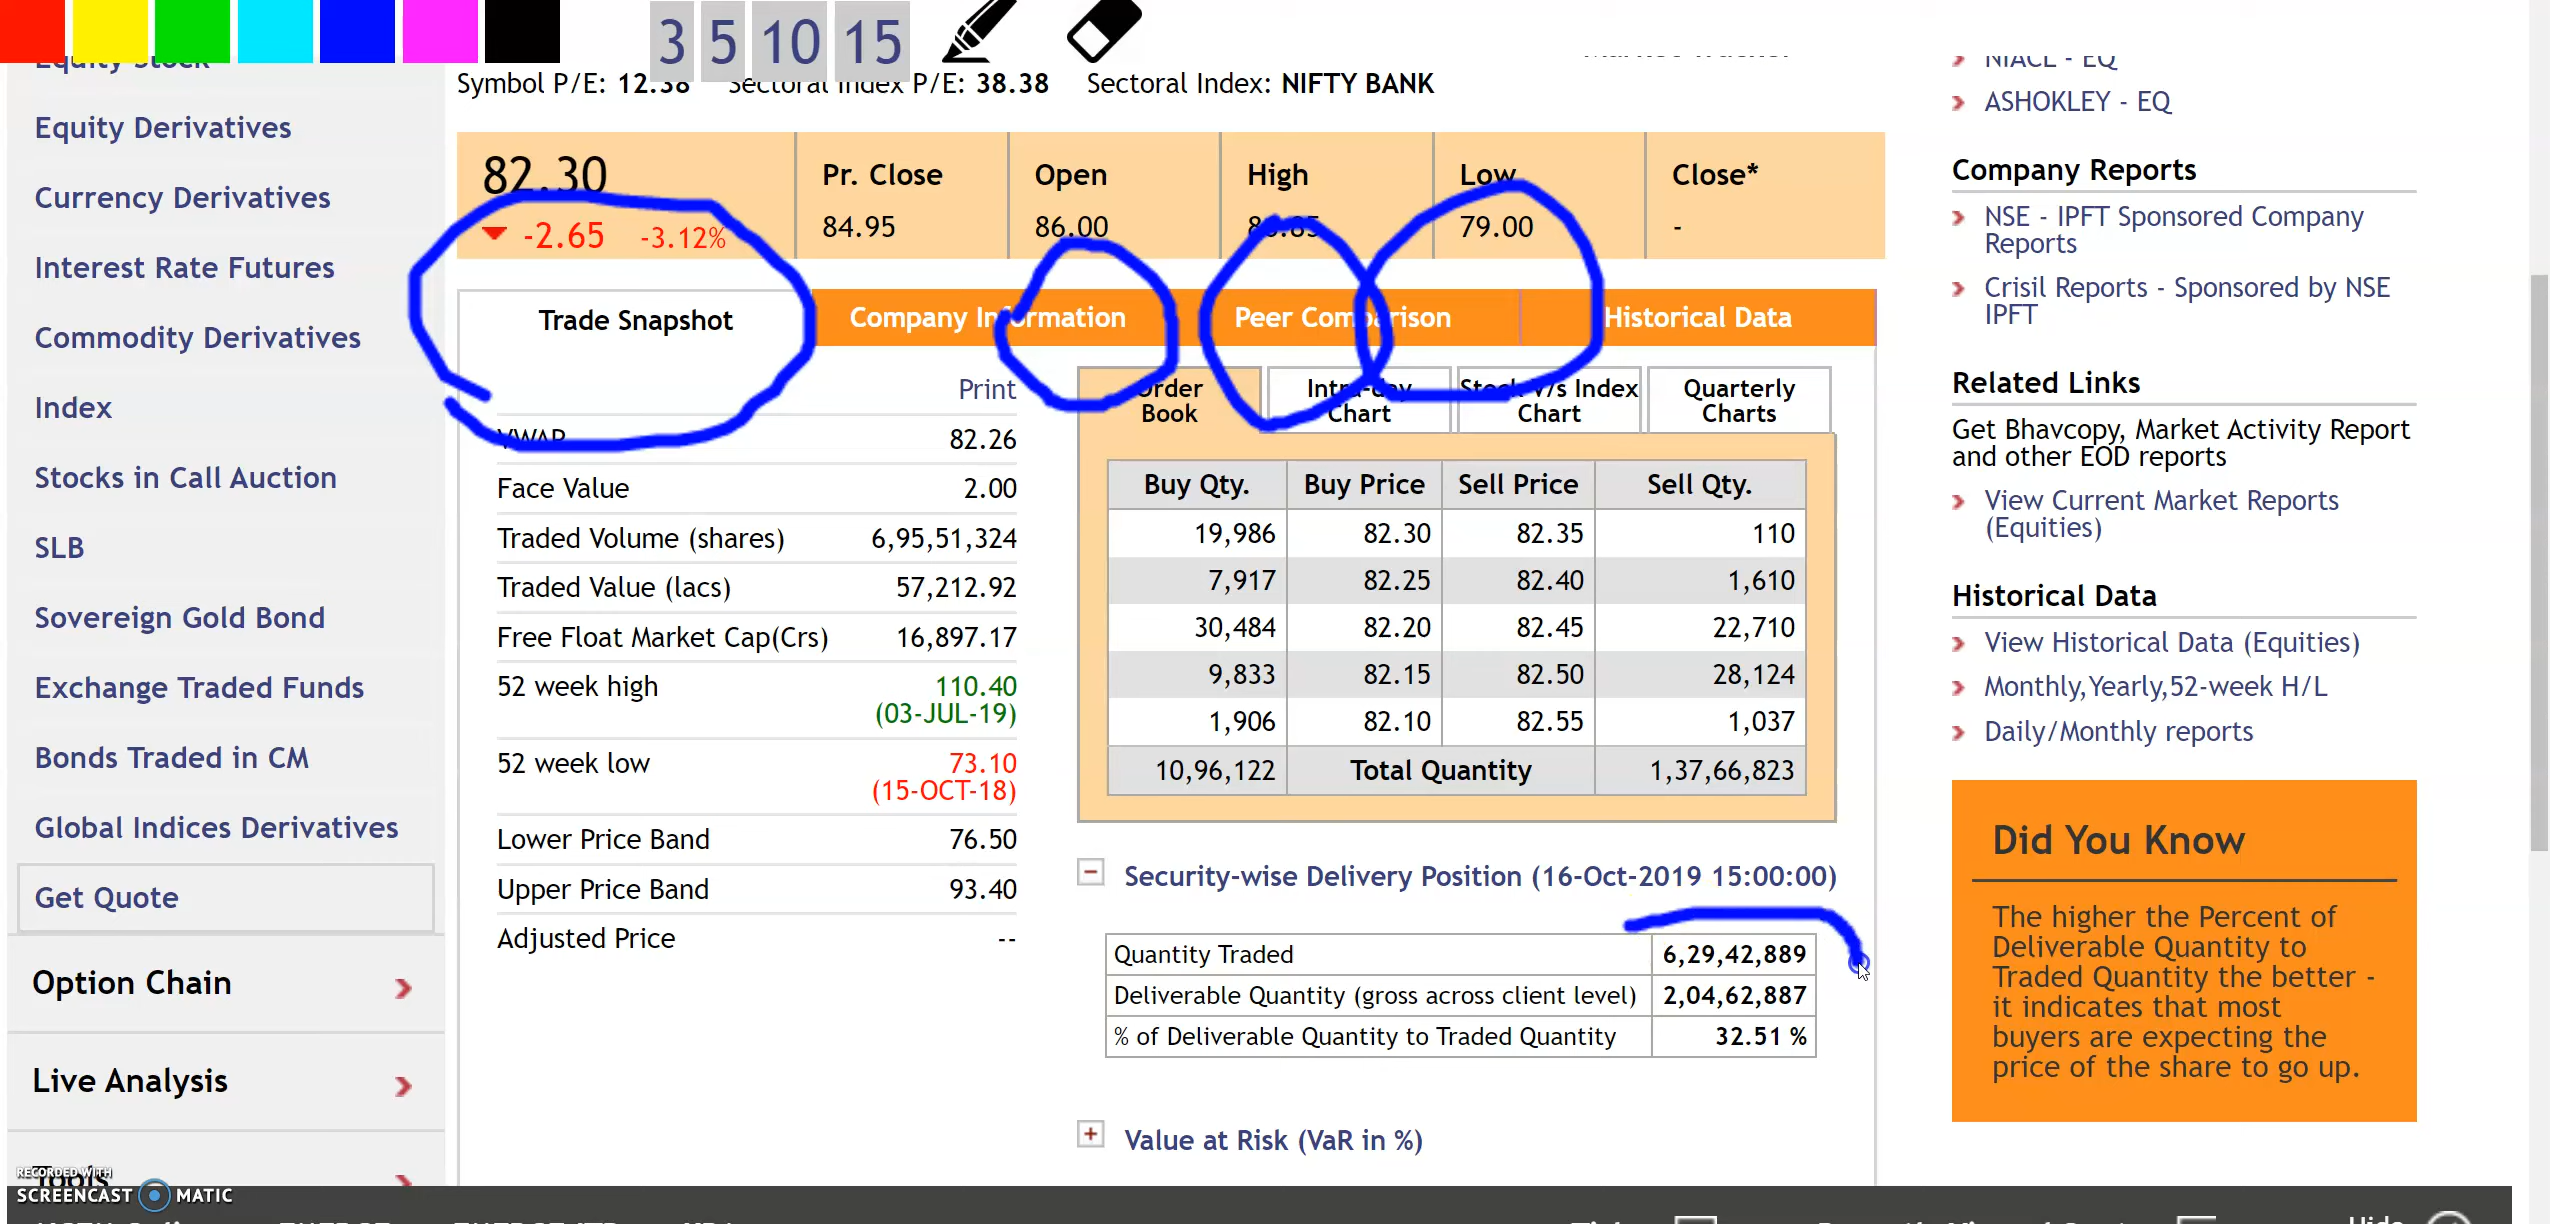 3 5 10 15
Equity Stock
Equity Derivatives
Currency Derivatives
Interest Rate Futures
Commodity Derivatives
Index
Stocks in Call Auction
SLB
Sovereign Gold Bond
Exchange Traded Funds
Bonds Traded in CM
Global Indices Derivatives
Get Quote
Option Chain
Live Analysis
Tools
Symbol P/E: 12.38 Sectoral Index P/E: 38.38 Sectoral Index: NIFTY BANK
82.30 Pr. Close Open High Low Close*
-2.65 -3.12% 84.95 86.00 79.00 -
Trade Snapshot Company Information Peer Comparison Historical Data
Print
VWAP 82.26
Face Value 2.00
Traded Volume (shares) 6,95,51,324
Traded Value (lacs) 57,212.92
Free Float Market Cap(Crs) 16,897.17
52 week high 110.40
(03-JUL-19)
52 week low 73.10
(15-OCT-18)
Lower Price Band 76.50
Upper Price Band 93.40
Adjusted Price --
Order Intra-day Stock V/s Index Quarterly
Book Chart Chart Charts
Buy Qty. Buy Price Sell Price Sell Qty.
19,986 82.30 82.35 110
7,917 82.25 82.40 1,610
30,484 82.20 82.45 22,710
9,833 82.15 82.50 28,124
1,906 82.10 82.55 1,037
10,96,122 Total Quantity 1,37,66,823
Security-wise Delivery Position (16-Oct-2019 15:00:00)
Quantity Traded 6,29,42,889
Deliverable Quantity (gross across client level) 2,04,62,887
% of Deliverable Quantity to Traded Quantity 32.51 %
Value at Risk (VaR in %)
NIACL - EQ
ASHOKLEY - EQ
Company Reports
NSE - IPFT Sponsored Company
Reports
Crisil Reports - Sponsored by NSE
IPFT
Related Links
Get Bhavcopy, Market Activity Report
and other EOD reports
View Current Market Reports
(Equities)
Historical Data
View Historical Data (Equities)
Monthly,Yearly,52-week H/L
Daily/Monthly reports
Did You Know
The higher the Percent of
Deliverable Quantity to
Traded Quantity the better -
it indicates that most
buyers are expecting the
price of the share to go up.
RECORDED WITH
SCREENCAST MATIC
Hide